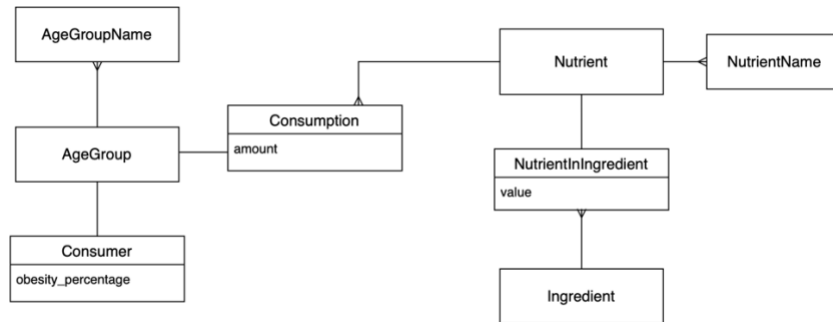 AgeGroupName
Nutrient
NutrientName
Consumption
amount
AgeGroup
NutrientInIngredient
value
Consumer
obesity_percentage
Ingredient